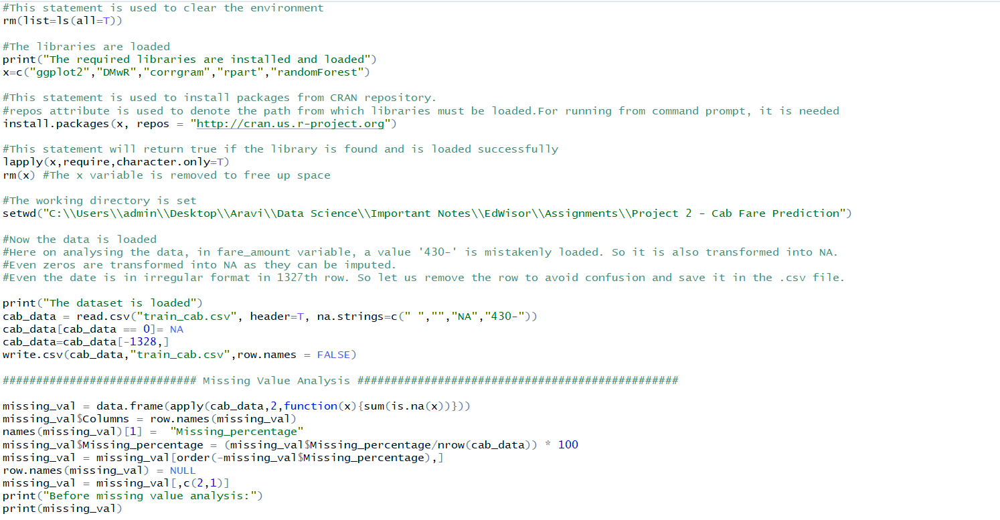 #This statement is used to clear the environment
rm(list=ls(all=T))
#The libraries are loaded
print("The required libraries are installed and loaded")
x=c("ggplot2","DMwR","corrgram","rpart","randomForest")
#This statement is used to install packages from CRAN repository.
#repos attribute is used to denote the path from which libraries must be loaded.For running from command prompt, it is needed
install.packages(x, repos = "http://cran.us.r-project.org")
#This statement will return true if the library is found and is loaded successfully
lapply(x,require,character.only=T)
rm(x) #The x variable is removed to free up space
#The working directory is set
setwd("C:\\Users\\admin\\Desktop\\Aravi\\Data Science\\Important Notes\\EdWisor\\Assignments\\Project 2 - Cab Fare Prediction")
#Now the data is loaded
#Here on analysing the data, in fare_amount variable, a value '430-' is mistakenly loaded. So it is also transformed into NA.
#Even zeros are transformed into NA as they can be imputed.
#Even the date is in irregular format in 1327th row. So let us remove the row to avoid confusion and save it in the .csv file.
print("The dataset is loaded")
cab_data = read.csv("train_cab.csv", header=T, na.strings=c(" ","","NA","430-"))
cab_data[cab_data == 0]= NA
cab_data=cab_data[-1328,]
write.csv(cab_data,"train_cab.csv",row.names = FALSE)
############################# Missing Value Analysis ################################################
missing_val = data.frame(apply(cab_data,2,function(x){sum(is.na(x))}))
missing_val$Columns = row.names(missing_val)
names(missing_val)[1] =  "Missing_percentage"
missing_val$Missing_percentage = (missing_val$Missing_percentage/nrow(cab_data)) * 100
missing_val = missing_val[order(-missing_val$Missing_percentage),]
row.names(missing_val) = NULL
missing_val = missing_val[,c(2,1)]
print("Before missing value analysis:")
print(missing_val)